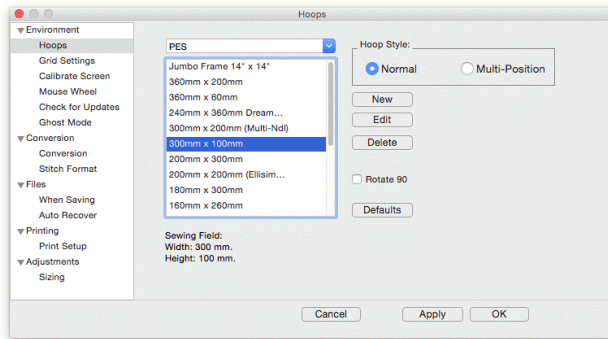 Hoops
Environment
Hoops
Grid Settings
Calibrate Screen
Mouse Wheel
Check for Updates
Ghost Mode
Conversion
Conversion
Stitch Format
Files
When Saving
Auto Recover
Printing
Print Setup
Adjustments
Sizing
PES
Jumbo Frame 14" x 14"
360mm x 200mm
360mm x 60mm
240mm x 360mm Dream...
300mm x 200mm (Multi-Ndl)
300mm x 100mm
200mm x 300mm
200mm x 200mm (Ellisim...
180mm x 300mm
160mm x 260mm
Sewing Field:
Width: 300 mm.
Height: 100 mm.
Hoop Style:
Normal Multi-Position
New
Edit
Delete
Rotate 90
Defaults
Cancel Apply OK